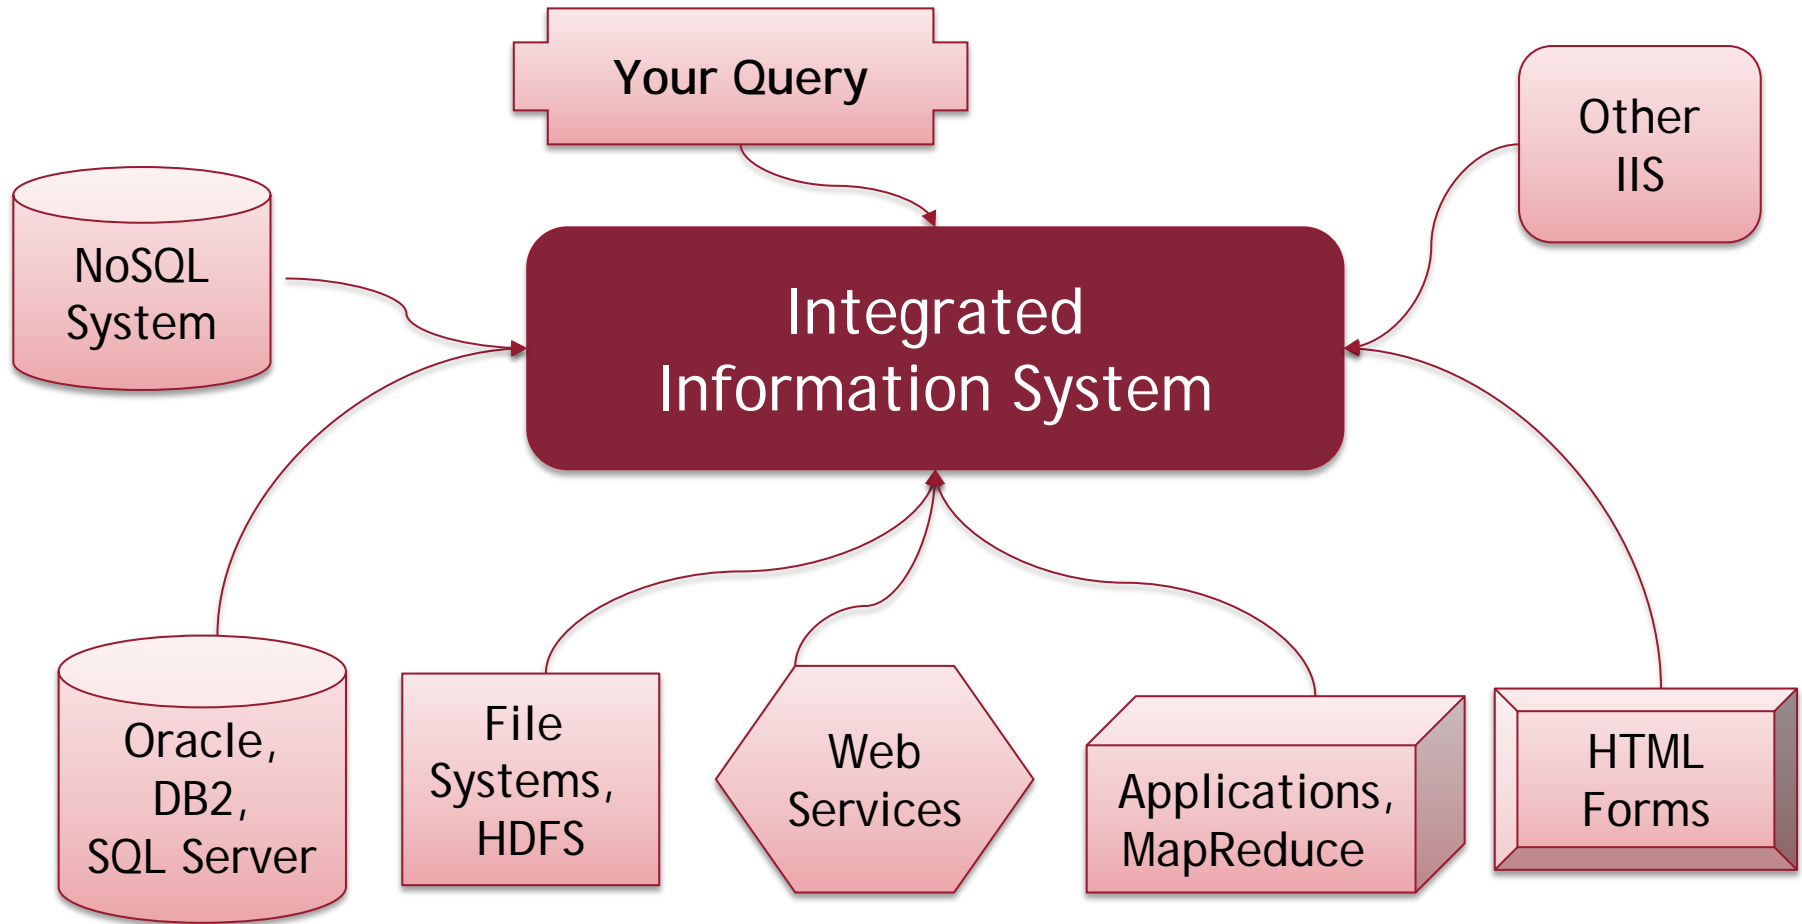 Your Query
Other
IIS
NoSQL
System
Integrated
Information System
Oracle,
DB2,
SQL Server
File
Systems,
HDFS
Web
Services
Applications,
MapReduce
HTML
Forms